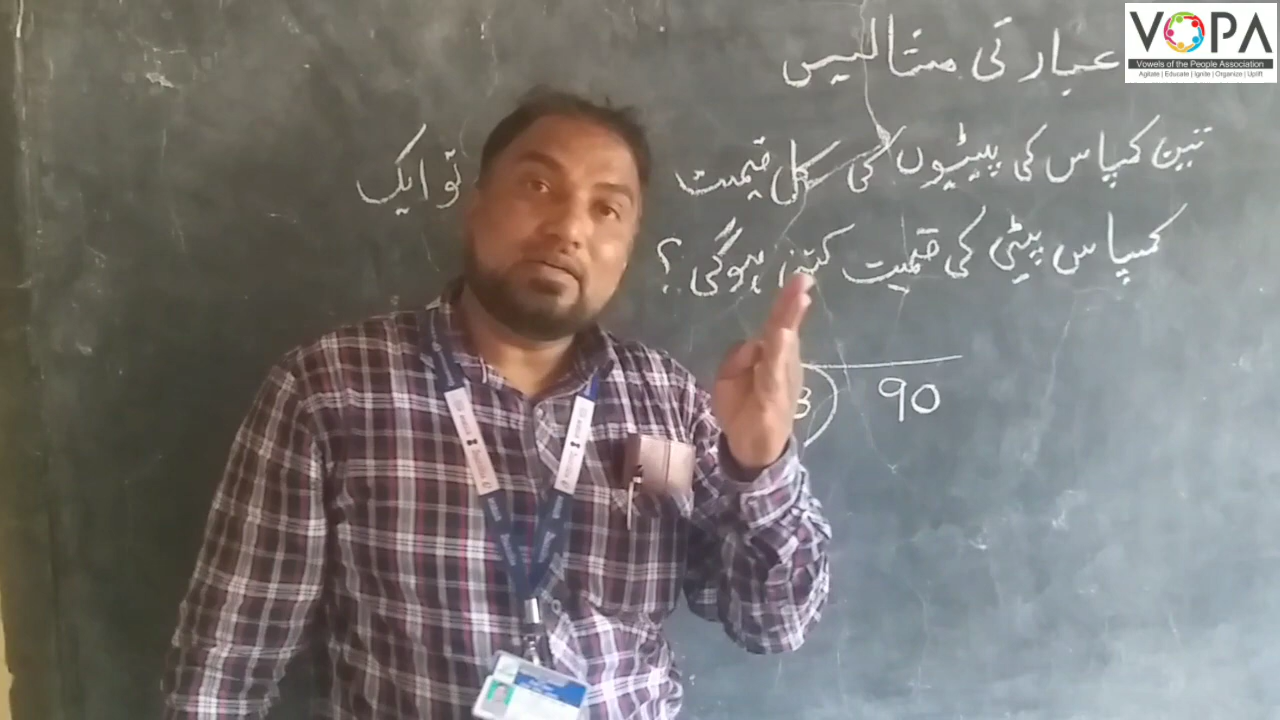 VOPA
Vowels of the People Association
Agitate | Educate | Ignite | Organize | Uplift
عبارتی مثالیں
تین کمپاس کی پیٹیوں کی کل قیمت تو ایک
کمپاس پیٹی کی قیمت کتنی ہوگی؟
3) 90